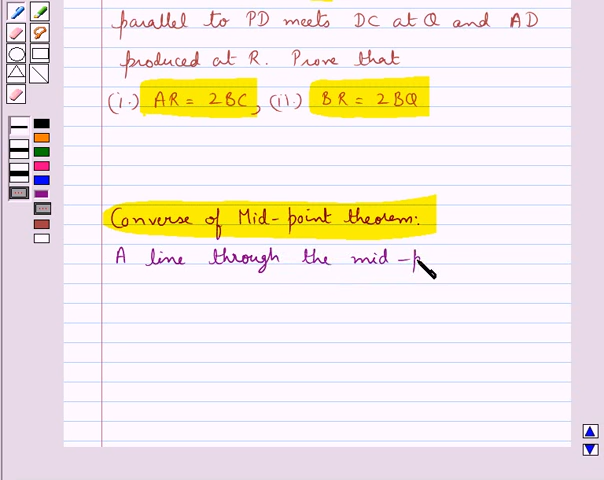 parallel to PD meets DC at Q and AD
produced at R. Prove that
(i.) AR = 2BC, (ii.) BR = 2BQ
Converse of Mid-point theorem:
A line through the mid-p